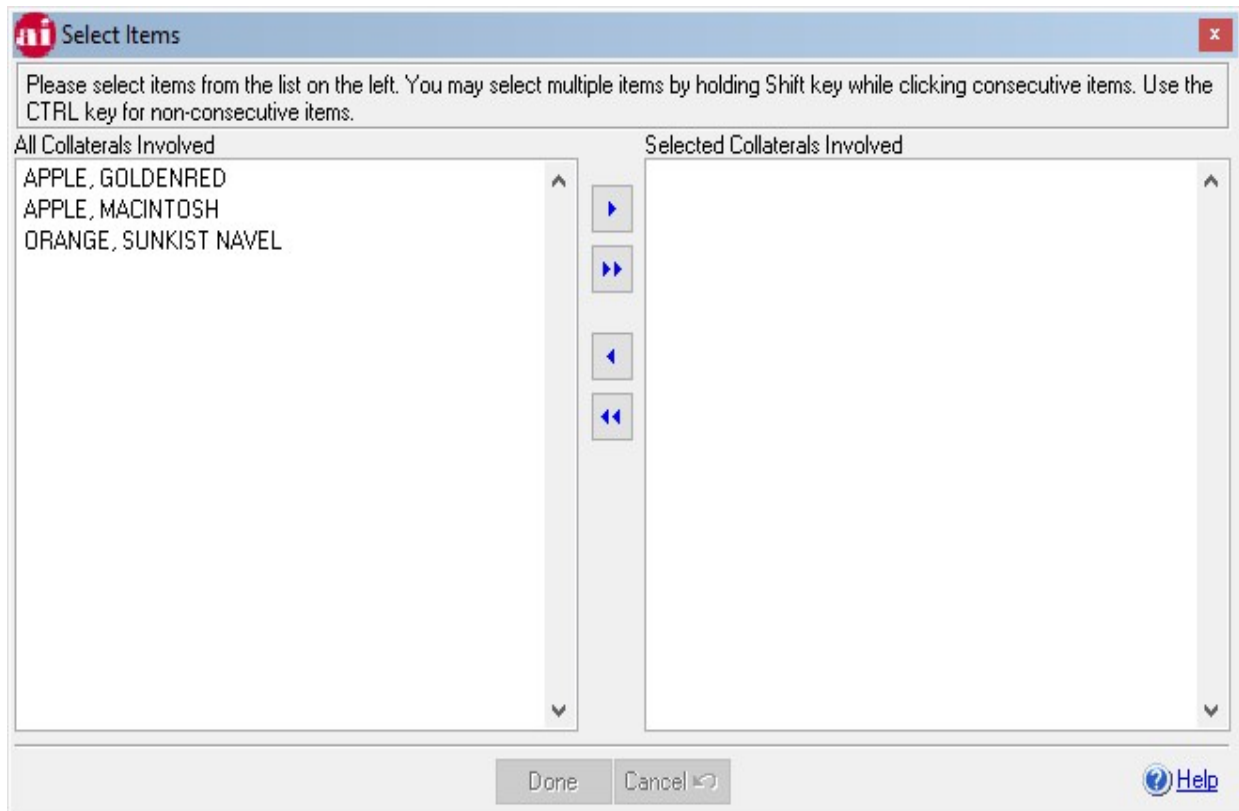 ai Select Items x
Please select items from the list on the left. You may select multiple items by holding Shift key while clicking consecutive items. Use the
CTRL key for non-consecutive items.
All Collaterals Involved
Selected Collaterals Involved
APPLE, GOLDENRED
APPLE, MACINTOSH
ORANGE, SUNKIST NAVEL
Done Cancel ? Help